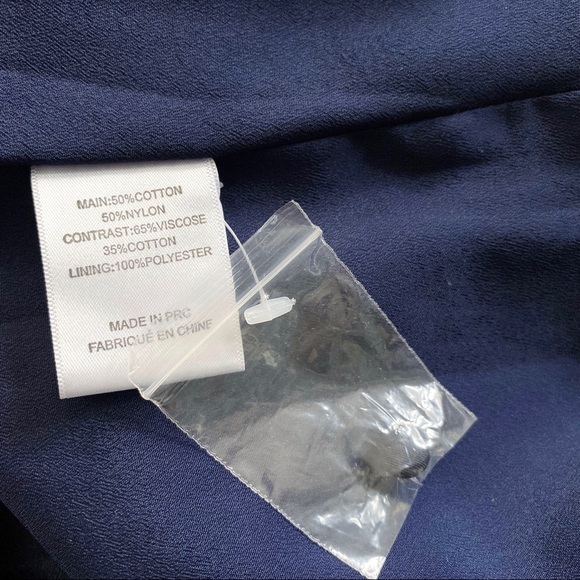 MAIN:50%COTTON
50%NYLON
CONTRAST:65%VISCOSE
35%COTTON
LINING:100%POLYESTER
MADE IN PRC
FABRIQUÉ EN CHINE